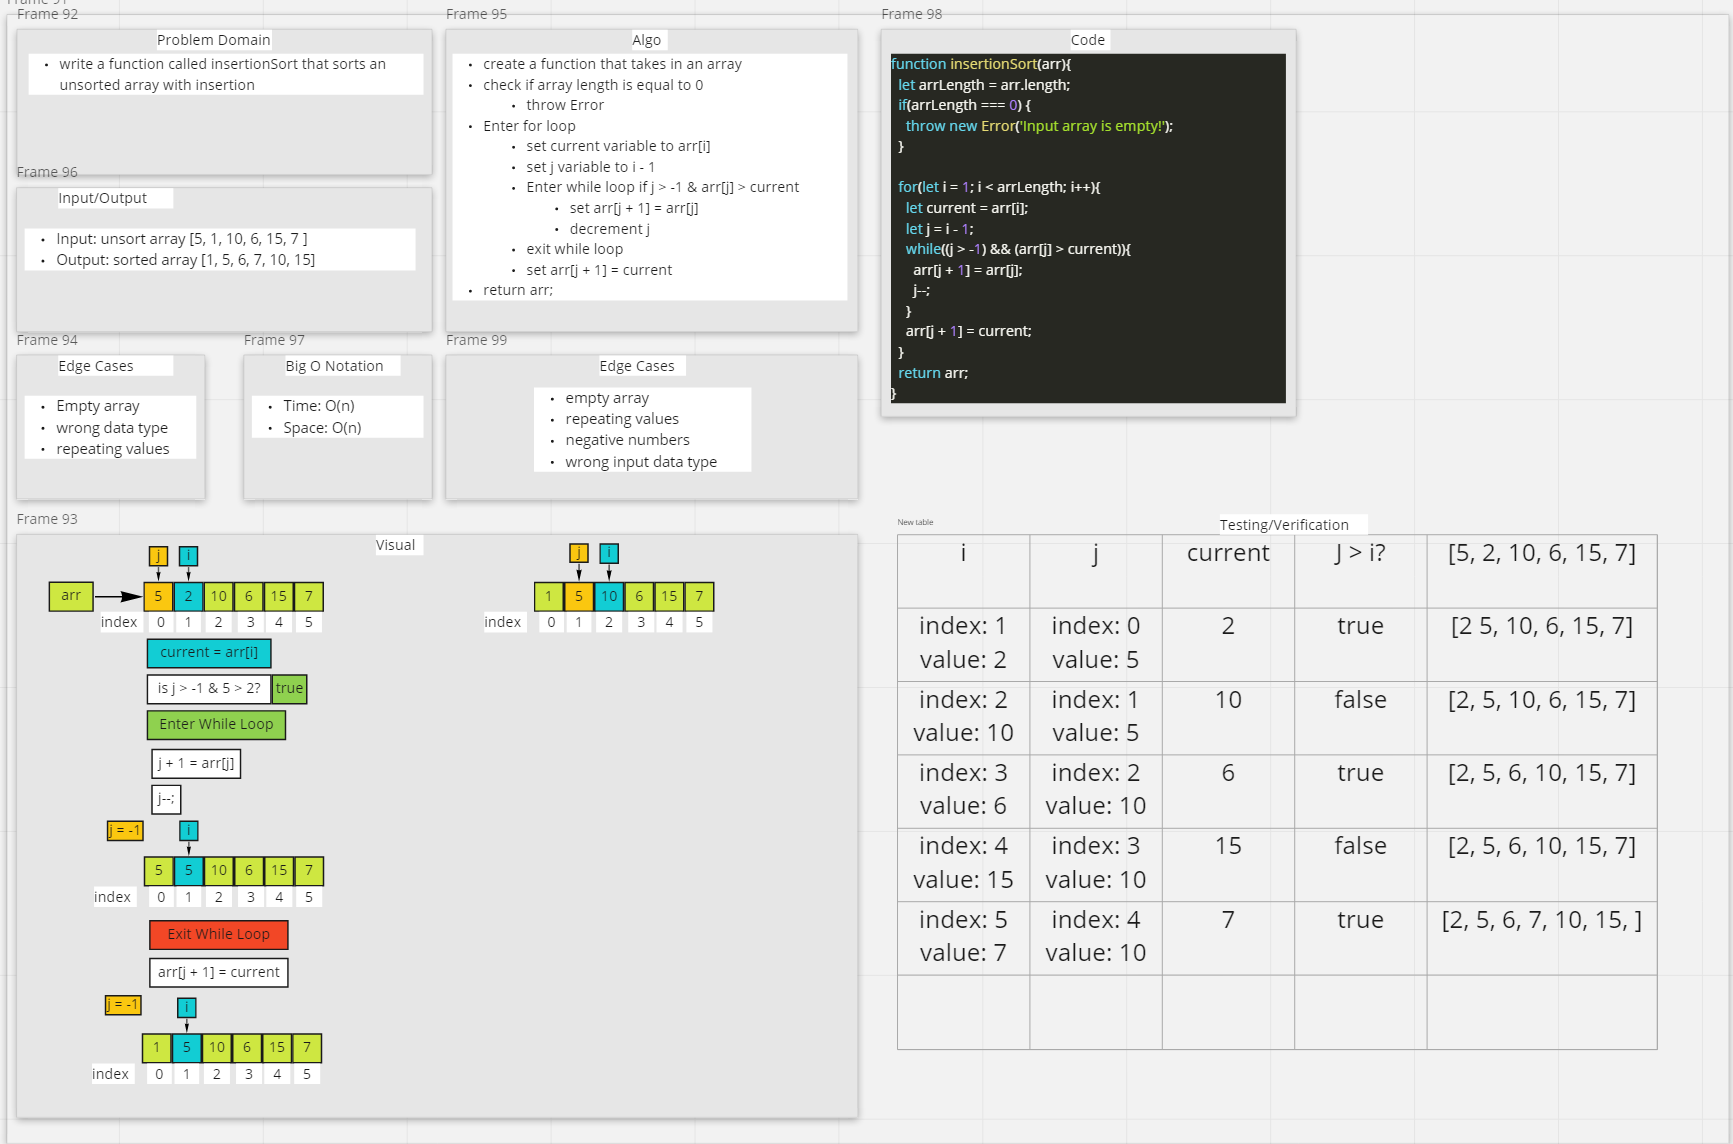 Frame 92
Problem Domain
• write a function called insertionSort that sorts an
unsorted array with insertion
Frame 96
Input/Output
• Input: unsort array [5, 1, 10, 6, 15, 7 ]
• Output: sorted array [1, 5, 6, 7, 10, 15]
Frame 94
Edge Cases
• Empty array
• wrong data type
• repeating values
Frame 97
Big O Notation
• Time: O(n)
• Space: O(n)
Frame 95
Algo
• create a function that takes in an array
• check if array length is equal to 0
• throw Error
• Enter for loop
• set current variable to arr[i]
• set j variable to i - 1
• Enter while loop if j > -1 & arr[j] > current
• set arr[j + 1] = arr[j]
• decrement j
• exit while loop
• set arr[j + 1] = current
• return arr;
Frame 99
Edge Cases
• empty array
• repeating values
• negative numbers
• wrong input data type
Frame 98
Code
function insertionSort(arr){
let arrLength = arr.length;
if(arrLength === 0) {
throw new Error('Input array is empty!');
}
for(let i = 1; i < arrLength; i++){
let current = arr[i];
let j = i - 1;
while((j > -1) && (arr[j] > current)){
arr[j + 1] = arr[j];
j--;
}
arr[j + 1] = current;
}
return arr;
}
Frame 93
Visual
j i
arr 5 2 10 6 15 7
index 0 1 2 3 4 5
current = arr[i]
is j > -1 & 5 > 2? true
Enter While Loop
j + 1 = arr[j]
j--;
j = -1 i
5 5 10 6 15 7
index 0 1 2 3 4 5
Exit While Loop
arr[j + 1] = current
j = -1 i
1 5 10 6 15 7
index 0 1 2 3 4 5
j i
1 5 10 6 15 7
index 0 1 2 3 4 5
New table
Testing/Verification
i j current J > i? [5, 2, 10, 6, 15, 7]
index: 1 index: 0 2 true [2 5, 10, 6, 15, 7]
value: 2 value: 5
index: 2 index: 1 10 false [2, 5, 10, 6, 15, 7]
value: 10 value: 5
index: 3 index: 2 6 true [2, 5, 6, 10, 15, 7]
value: 6 value: 10
index: 4 index: 3 15 false [2, 5, 6, 10, 15, 7]
value: 15 value: 10
index: 5 index: 4 7 true [2, 5, 6, 7, 10, 15, ]
value: 7 value: 10